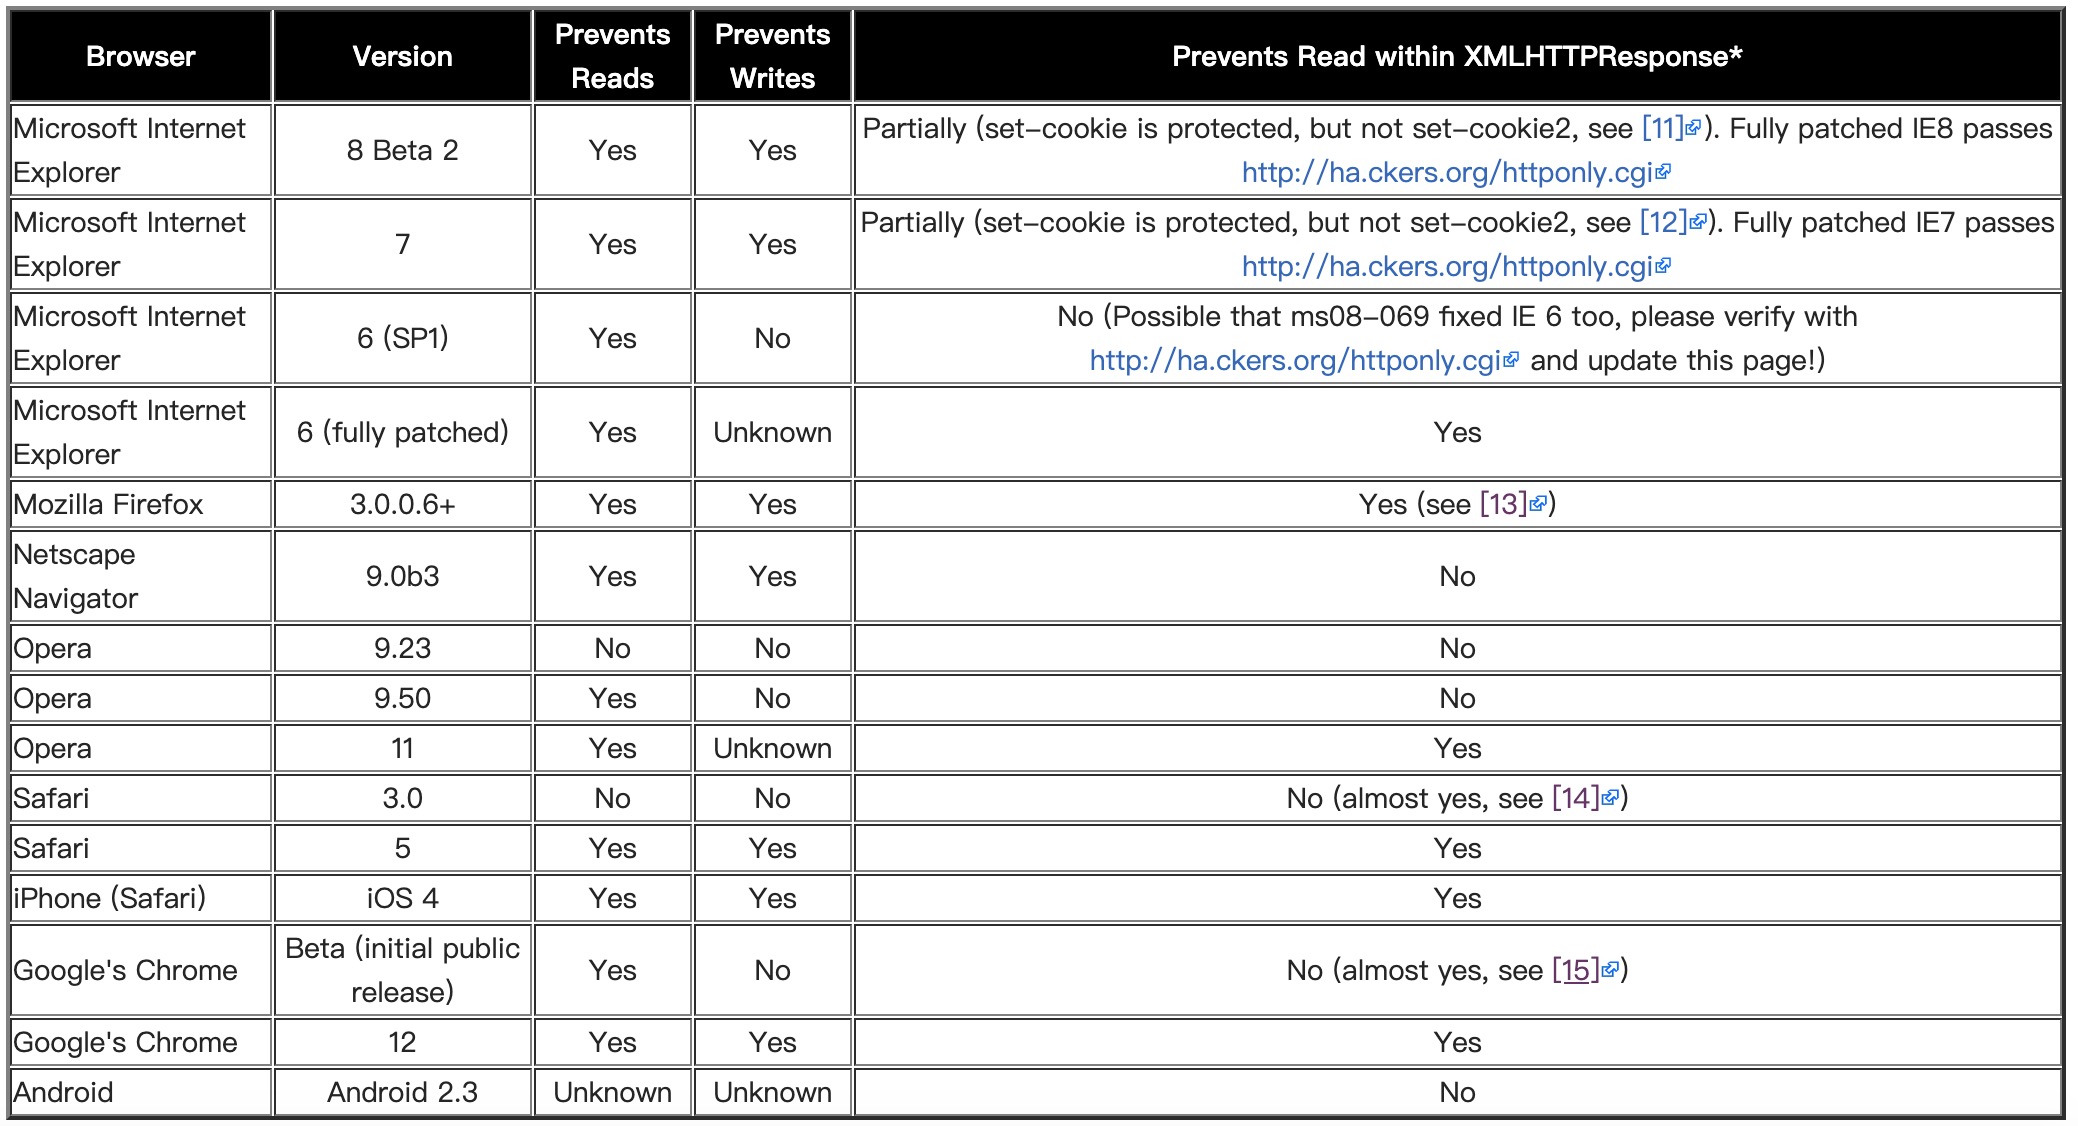 Browser Version Prevents Reads Prevents Writes Prevents Read within XMLHTTPResponse*
Microsoft Internet Explorer 8 Beta 2 Yes Yes Partially (set-cookie is protected, but not set-cookie2, see [11]). Fully patched IE8 passes http://ha.ckers.org/httponly.cgi
Microsoft Internet Explorer 7 Yes Yes Partially (set-cookie is protected, but not set-cookie2, see [12]). Fully patched IE7 passes http://ha.ckers.org/httponly.cgi
Microsoft Internet Explorer 6 (SP1) Yes No No (Possible that ms08-069 fixed IE 6 too, please verify with http://ha.ckers.org/httponly.cgi and update this page!)
Microsoft Internet Explorer 6 (fully patched) Yes Unknown Yes
Mozilla Firefox 3.0.0.6+ Yes Yes Yes (see [13])
Netscape Navigator 9.0b3 Yes Yes No
Opera 9.23 No No No
Opera 9.50 Yes No No
Opera 11 Yes Unknown Yes
Safari 3.0 No No No (almost yes, see [14])
Safari 5 Yes Yes Yes
iPhone (Safari) iOS 4 Yes Yes Yes
Google's Chrome Beta (initial public release) Yes No No (almost yes, see [15])
Google's Chrome 12 Yes Yes Yes
Android Android 2.3 Unknown Unknown No